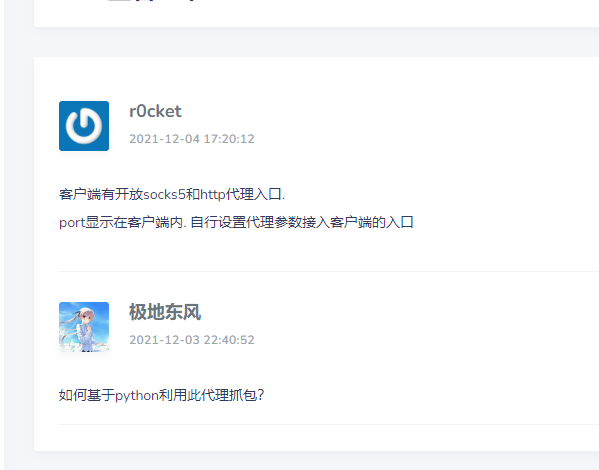 r0cket
2021-12-04 17:20:12
客户端有开放socks5和http代理入口.
port显示在客户端内. 自行设置代理参数接入客户端的入口
极地东风
2021-12-03 22:40:52
如何基于python利用此代理抓包?